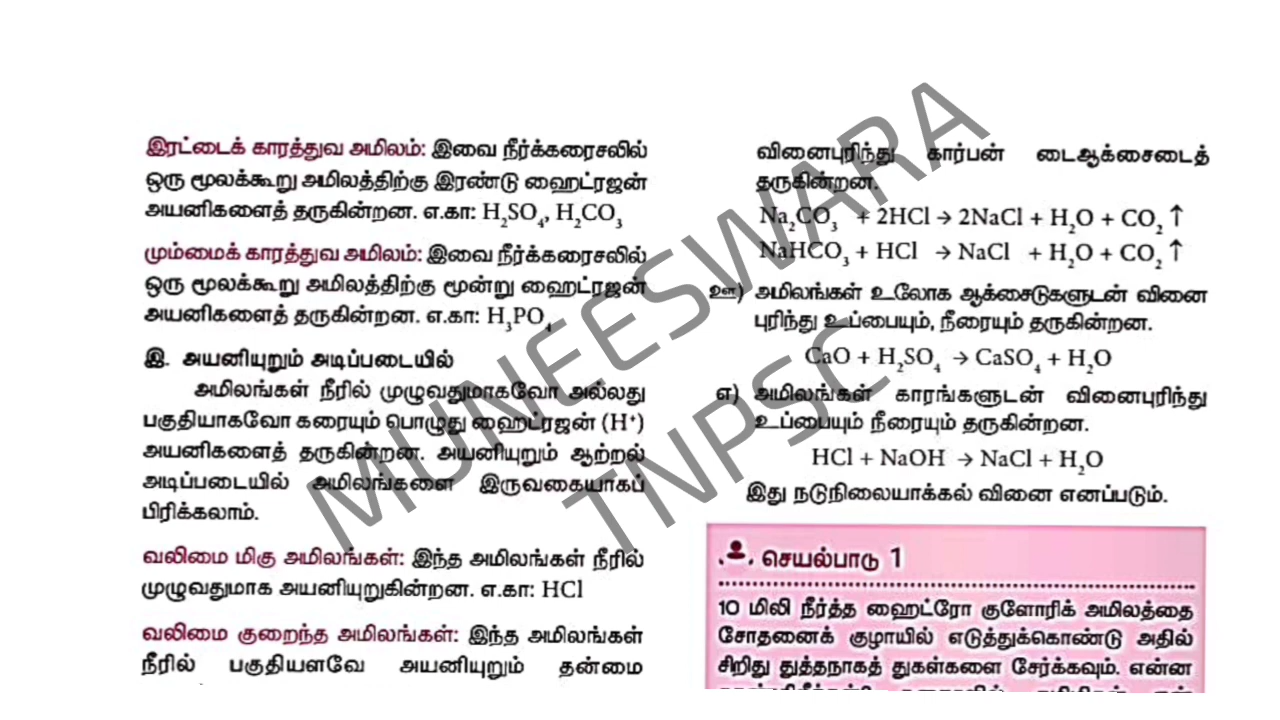 இரட்டைக் காரத்துவ அமிலம்: இவை நீர்க்கரைசலில்
ஒரு மூலக்கூறு அமிலத்திற்கு இரண்டு ஹைட்ரஜன்
அயனிகளைத் தருகின்றன. எ.கா: H₂SO₄, H₂CO₃
மும்மைக் காரத்துவ அமிலம்: இவை நீர்க்கரைசலில்
ஒரு மூலக்கூறு அமிலத்திற்கு மூன்று ஹைட்ரஜன்
அயனிகளைத் தருகின்றன. எ.கா: H₃PO₄
இ. அயனியுறும் அடிப்படையில்
அமிலங்கள் நீரில் முழுவதுமாகவோ அல்லது
பகுதியாகவோ கரையும் பொழுது ஹைட்ரஜன் (H⁺)
அயனிகளைத் தருகின்றன. அயனியுறும் ஆற்றல்
அடிப்படையில் அமிலங்களை இருவகையாகப்
பிரிக்கலாம்.
வலிமை மிகு அமிலங்கள்: இந்த அமிலங்கள் நீரில்
முழுவதுமாக அயனியுறுகின்றன. எ.கா: HCl
வலிமை குறைந்த அமிலங்கள்: இந்த அமிலங்கள்
நீரில் பகுதியளவே அயனியுறும் தன்மை
வினைபுரிந்து கார்பன் டைஆக்சைடைத்
தருகின்றன.
Na₂CO₃ + 2HCl → 2NaCl + H₂O + CO₂ ↑
NaHCO₃ + HCl → NaCl + H₂O + CO₂ ↑
ஊ) அமிலங்கள் உலோக ஆக்சைடுகளுடன் வினை
புரிந்து உப்பையும், நீரையும் தருகின்றன.
CaO + H₂SO₄ → CaSO₄ + H₂O
எ) அமிலங்கள் காரங்களுடன் வினைபுரிந்து
உப்பையும் நீரையும் தருகின்றன.
HCl + NaOH → NaCl + H₂O
இது நடுநிலையாக்கல் வினை எனப்படும்.
செயல்பாடு 1
10 மிலி நீர்த்த ஹைட்ரோ குளோரிக் அமிலத்தை
சோதனைக் குழாயில் எடுத்துக்கொண்டு அதில்
சிறிது துத்தநாகத் துகள்களை சேர்க்கவும். என்ன
MUNEESWARA
TNPSC